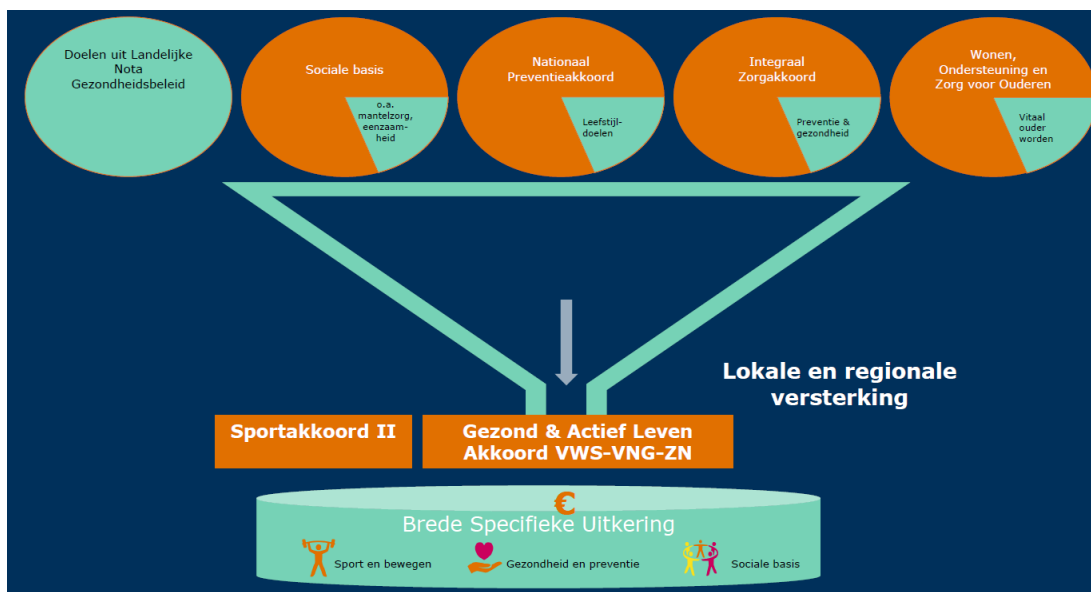 Doelen uit Landelijke
Nota
Gezondheidsbeleid
Sociale basis
o.a.
mantelzorg,
eenzaam-
heid
Nationaal
Preventieakkoord
Leefstijl-
doelen
Integraal
Zorgakkoord
Preventie &
gezondheid
Wonen,
Ondersteuning en
Zorg voor Ouderen
Vitaal
ouder
worden
Lokale en regionale
versterking
Sportakkoord II
Gezond & Actief Leven
Akkoord VWS-VNG-ZN
€
Brede Specifieke Uitkering
Sport en bewegen
Gezondheid en preventie
Sociale basis